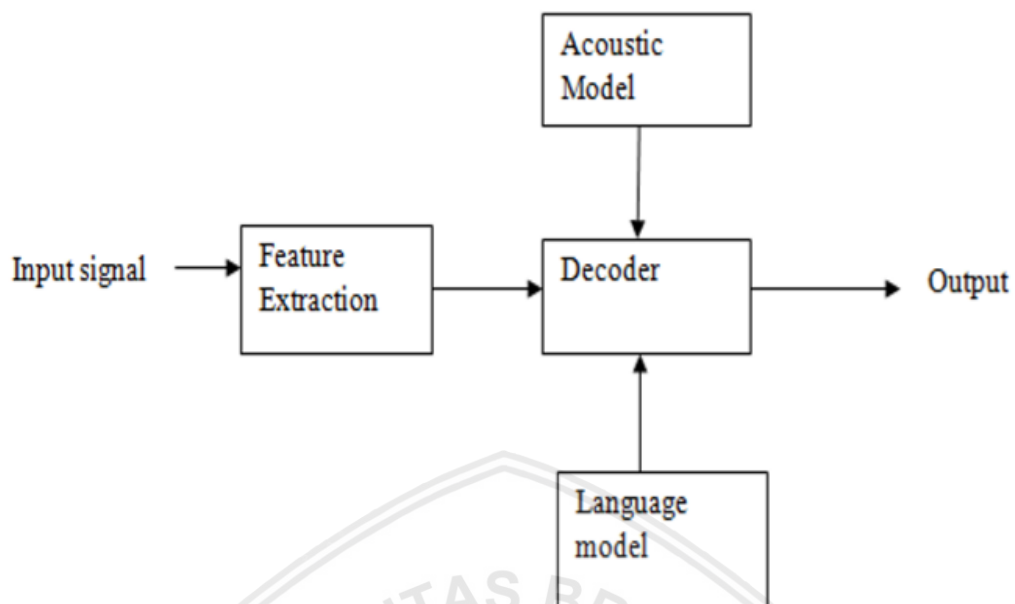 Acoustic
Model
Input signal
Feature
Extraction
Decoder
Output
Language
model